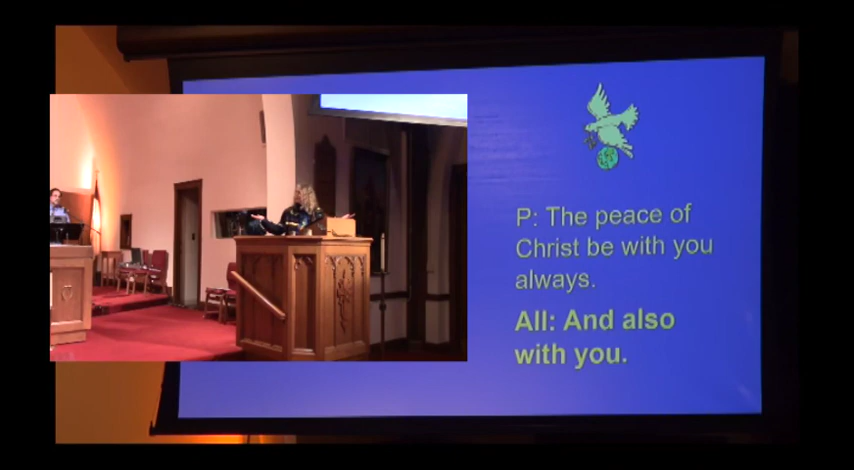 P: The peace of
Christ be with you
always.
All: And also
with you.